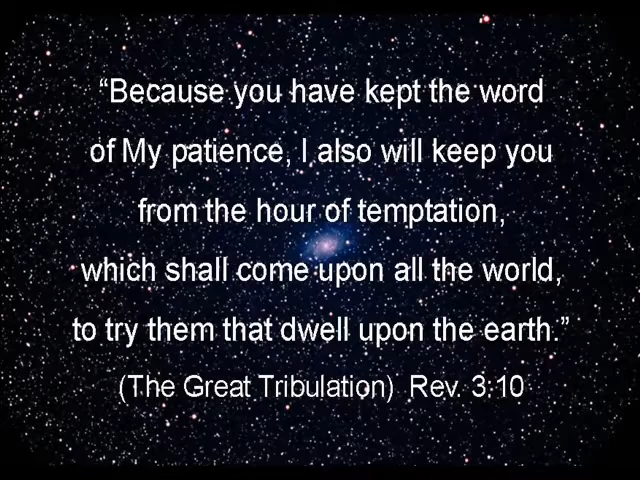 “Because you have kept the word
of My patience, I also will keep you
from the hour of temptation,
which shall come upon all the world,
to try them that dwell upon the earth.”
(The Great Tribulation)  Rev. 3:10